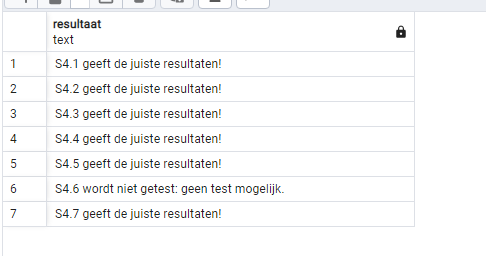 resultaat
text
1 S4.1 geeft de juiste resultaten!
2 S4.2 geeft de juiste resultaten!
3 S4.3 geeft de juiste resultaten!
4 S4.4 geeft de juiste resultaten!
5 S4.5 geeft de juiste resultaten!
6 S4.6 wordt niet getest: geen test mogelijk.
7 S4.7 geeft de juiste resultaten!